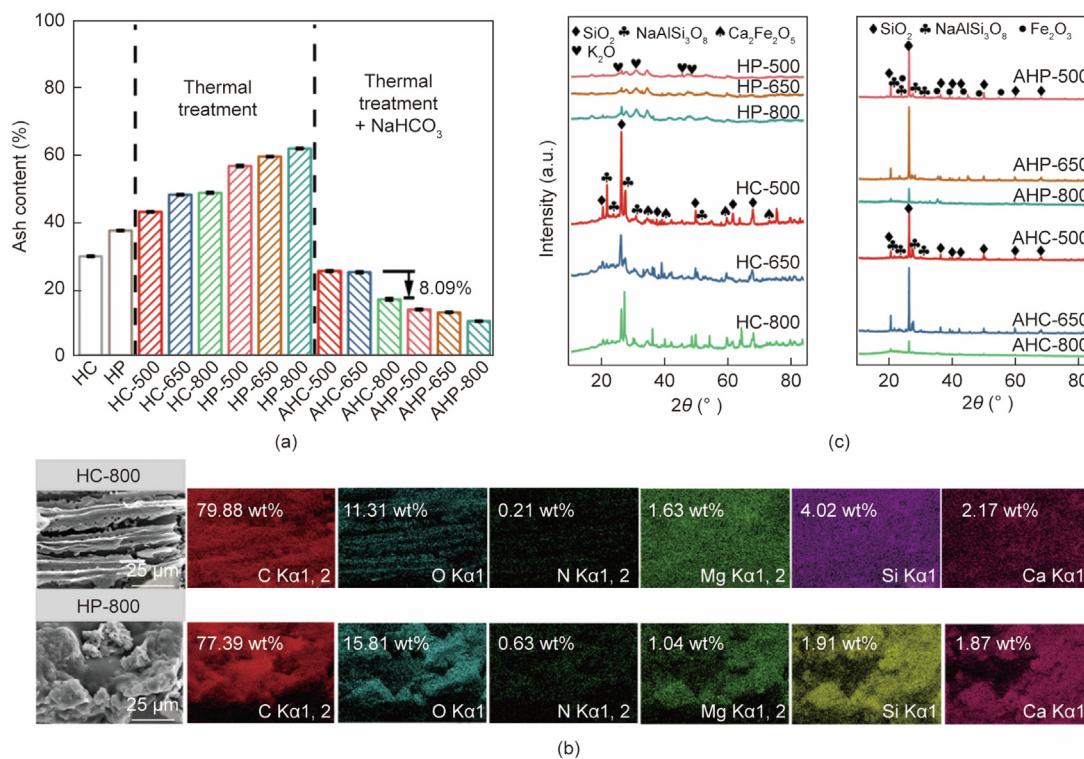 (a)
Ash content (%)
100
80
60
40
20
0
Thermal
treatment
Thermal
treatment
+ NaHCO3
8.09%
HC
HP
HC-500
HC-650
HC-800
HP-500
HP-650
HP-800
AHC-500
AHC-650
AHC-800
AHP-500
AHP-650
AHP-800
(a)
(c)
Intensity (a.u.)
♦SiO2 ♣NaAlSi3O8 ♠Ca2Fe2O5
♥K2O
HP-500
HP-650
HP-800
HC-500
HC-650
HC-800
20 40 60 80
2θ (°)
♦SiO2 ♣NaAlSi3O8 ●Fe2O3
AHP-500
AHP-650
AHP-800
AHC-500
AHC-650
AHC-800
20 40 60 80
2θ (°)
(c)
HC-800
25 μm
79.88 wt%
C Kα1, 2
11.31 wt%
O Kα1
0.21 wt%
N Kα1, 2
1.63 wt%
Mg Kα1, 2
4.02 wt%
Si Kα1
2.17 wt%
Ca Kα1
HP-800
25 μm
77.39 wt%
C Kα1, 2
15.81 wt%
O Kα1
0.63 wt%
N Kα1, 2
1.04 wt%
Mg Kα1, 2
1.91 wt%
Si Kα1
1.87 wt%
Ca Kα1
(b)